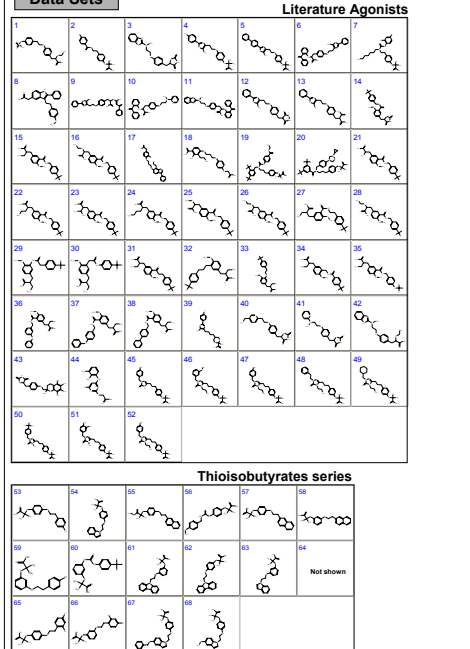 Data Sets
Literature Agonists
1 2 3 4 5 6 7
8 9 10 11 12 13 14
15 16 17 18 19 20 21
22 23 24 25 26 27 28
29 30 31 32 33 34 35
36 37 38 39 40 41 42
43 44 45 46 47 48 49
50 51 52
Thioisobutyrates series
53 54 55 56 57 58
59 60 61 62 63 64
Not shown
65 66 67 68